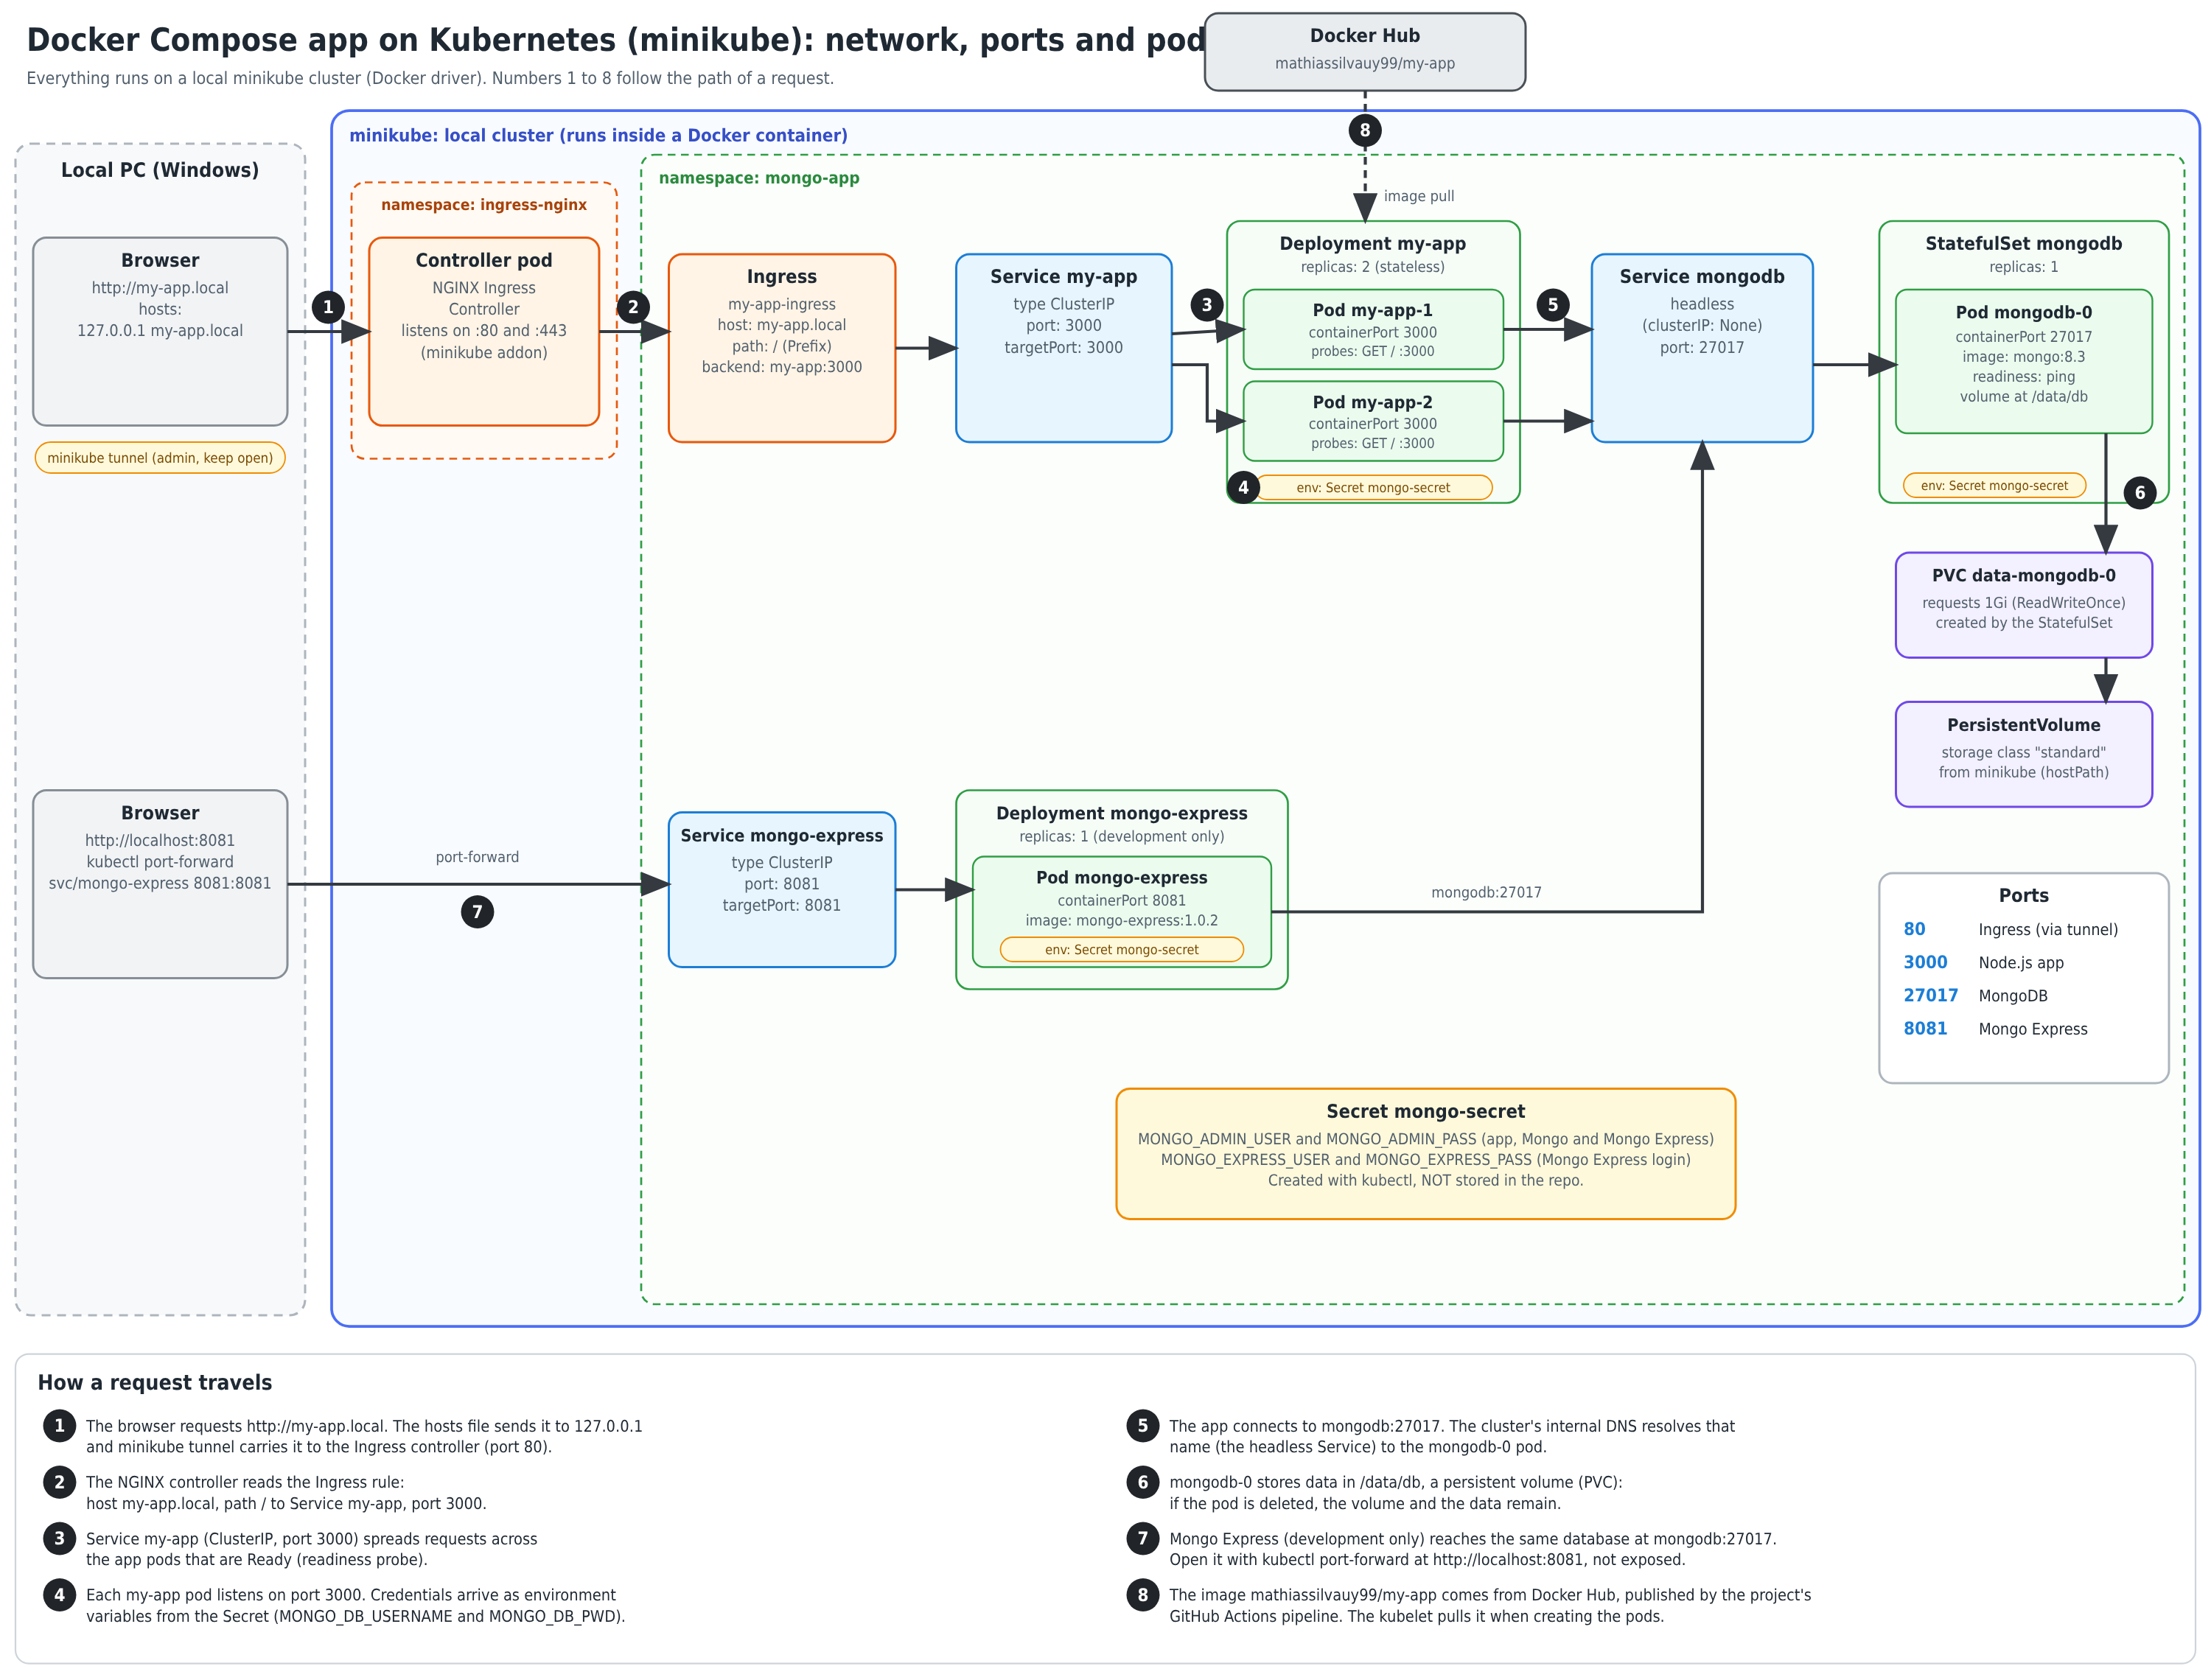 Docker Compose app on Kubernetes (minikube): network, ports and pod
Everything runs on a local minikube cluster (Docker driver). Numbers 1 to 8 follow the path of a request.
Docker Hub
mathiassilvauy99/my-app
8
image pull
minikube: local cluster (runs inside a Docker container)
Local PC (Windows)
Browser
http://my-app.local
hosts:
127.0.0.1 my-app.local
minikube tunnel (admin, keep open)
1
namespace: ingress-nginx
Controller pod
NGINX Ingress
Controller
listens on :80 and :443
(minikube addon)
2
namespace: mongo-app
Ingress
my-app-ingress
host: my-app.local
path: / (Prefix)
backend: my-app:3000
Service my-app
type ClusterIP
port: 3000
targetPort: 3000
3
Deployment my-app
replicas: 2 (stateless)
Pod my-app-1
containerPort 3000
probes: GET / :3000
Pod my-app-2
containerPort 3000
probes: GET / :3000
4
env: Secret mongo-secret
5
Service mongodb
headless
(clusterIP: None)
port: 27017
StatefulSet mongodb
replicas: 1
Pod mongodb-0
containerPort 27017
image: mongo:8.3
readiness: ping
volume at /data/db
env: Secret mongo-secret
6
PVC data-mongodb-0
requests 1Gi (ReadWriteOnce)
created by the StatefulSet
PersistentVolume
storage class "standard"
from minikube (hostPath)
Browser
http://localhost:8081
kubectl port-forward
svc/mongo-express 8081:8081
port-forward
7
Service mongo-express
type ClusterIP
port: 8081
targetPort: 8081
Deployment mongo-express
replicas: 1 (development only)
Pod mongo-express
containerPort 8081
image: mongo-express:1.0.2
env: Secret mongo-secret
mongodb:27017
Ports
80 Ingress (via tunnel)
3000 Node.js app
27017 MongoDB
8081 Mongo Express
Secret mongo-secret
MONGO_ADMIN_USER and MONGO_ADMIN_PASS (app, Mongo and Mongo Express)
MONGO_EXPRESS_USER and MONGO_EXPRESS_PASS (Mongo Express login)
Created with kubectl, NOT stored in the repo.
How a request travels
1 The browser requests http://my-app.local. The hosts file sends it to 127.0.0.1
and minikube tunnel carries it to the Ingress controller (port 80).
2 The NGINX controller reads the Ingress rule:
host my-app.local, path / to Service my-app, port 3000.
3 Service my-app (ClusterIP, port 3000) spreads requests across
the app pods that are Ready (readiness probe).
4 Each my-app pod listens on port 3000. Credentials arrive as environment
variables from the Secret (MONGO_DB_USERNAME and MONGO_DB_PWD).
5 The app connects to mongodb:27017. The cluster's internal DNS resolves that
name (the headless Service) to the mongodb-0 pod.
6 mongodb-0 stores data in /data/db, a persistent volume (PVC):
if the pod is deleted, the volume and the data remain.
7 Mongo Express (development only) reaches the same database at mongodb:27017.
Open it with kubectl port-forward at http://localhost:8081, not exposed.
8 The image mathiassilvauy99/my-app comes from Docker Hub, published by the project's
GitHub Actions pipeline. The kubelet pulls it when creating the pods.